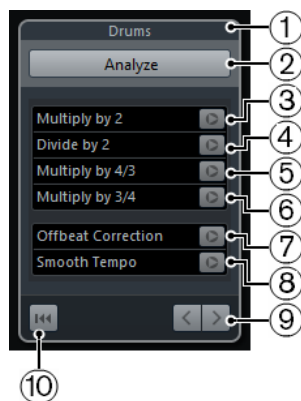 Drums ①
Analyze ②
③
Multiply by 2
④
Divide by 2
Multiply by 4/3 ⑤
Multiply by 3/4 ⑥
Offbeat Correction ⑦
Smooth Tempo ⑧
⑨
⑩